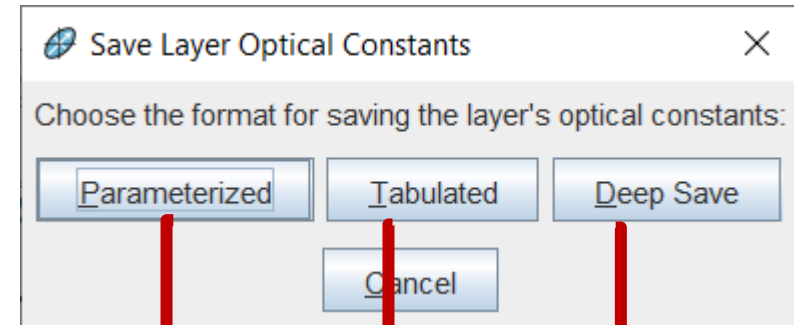 Save Layer Optical Constants
Choose the format for saving the layer's optical constants:
Parameterized Tabulated Deep Save
Cancel